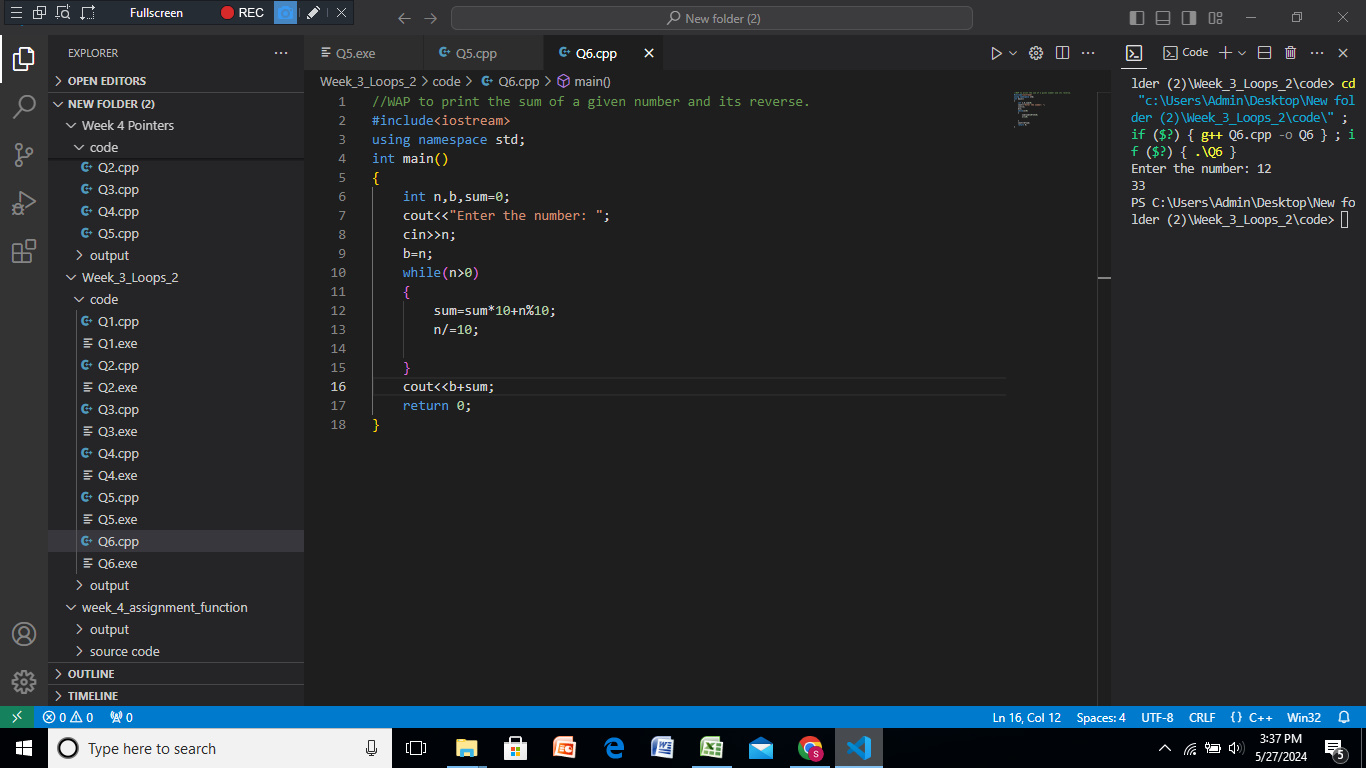 Fullscreen REC
New folder (2)
EXPLORER
OPEN EDITORS
NEW FOLDER (2)
Week 4 Pointers
code
Q2.cpp
Q3.cpp
Q4.cpp
Q5.cpp
output
Week_3_Loops_2
code
Q1.cpp
Q1.exe
Q2.cpp
Q2.exe
Q3.cpp
Q3.exe
Q4.cpp
Q4.exe
Q5.cpp
Q5.exe
Q6.cpp
Q6.exe
output
week_4_assignment_function
output
source code
OUTLINE
TIMELINE
Q5.exe Q5.cpp Q6.cpp
Week_3_Loops_2 > code > Q6.cpp > main()
1 //WAP to print the sum of a given number and its reverse.
2 #include<iostream>
3 using namespace std;
4 int main()
5 {
6 int n,b,sum=0;
7 cout<<"Enter the number: ";
8 cin>>n;
9 b=n;
10 while(n>0)
11 {
12 sum=sum*10+n%10;
13 n/=10;
14
15 }
16 cout<<b+sum;
17 return 0;
18 }
Code
lder (2)\Week_3_Loops_2\code> cd
"c:\Users\Admin\Desktop\New fol
der (2)\Week_3_Loops_2\code\" ;
if ($?) { g++ Q6.cpp -o Q6 } ; i
f ($?) { .\Q6 }
Enter the number: 12
33
PS C:\Users\Admin\Desktop\New fo
lder (2)\Week_3_Loops_2\code>
0 0 0 Ln 16, Col 12 Spaces: 4 UTF-8 CRLF {} C++ Win32
Type here to search
3:37 PM
5/27/2024
5